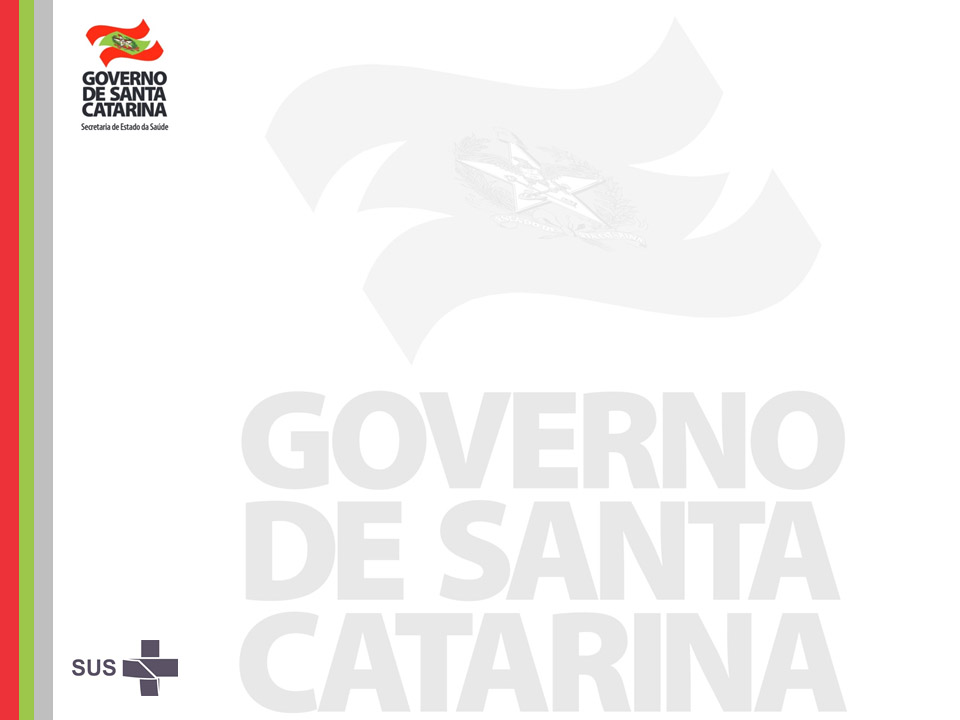 GOVERNO
DE SANTA
CATARINA
Secretaria de Estado da Saúde
GOVERNO
DE SANTA
CATARINA
SUS